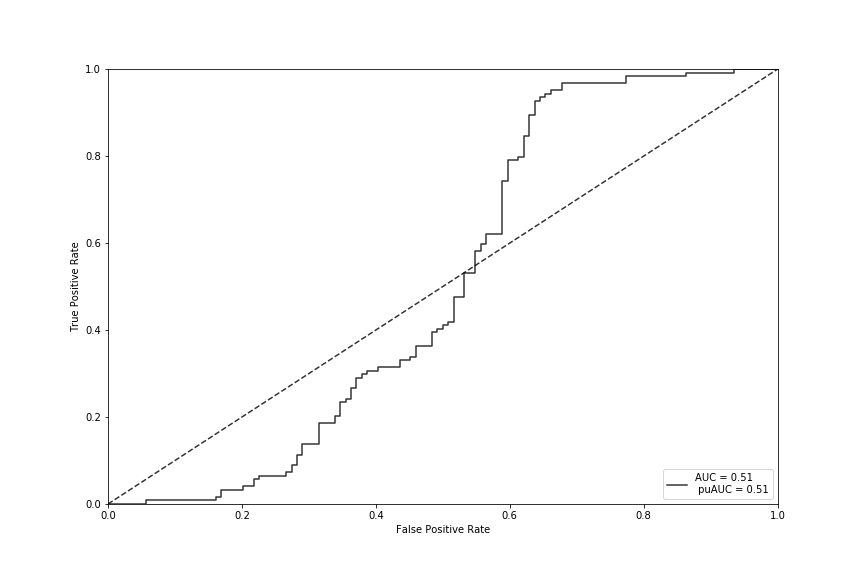 1.0
0.8
0.6
0.4
0.2
0.0
True Positive Rate
0.0 0.2 0.4 0.6 0.8 1.0
False Positive Rate
AUC = 0.51
puAUC = 0.51